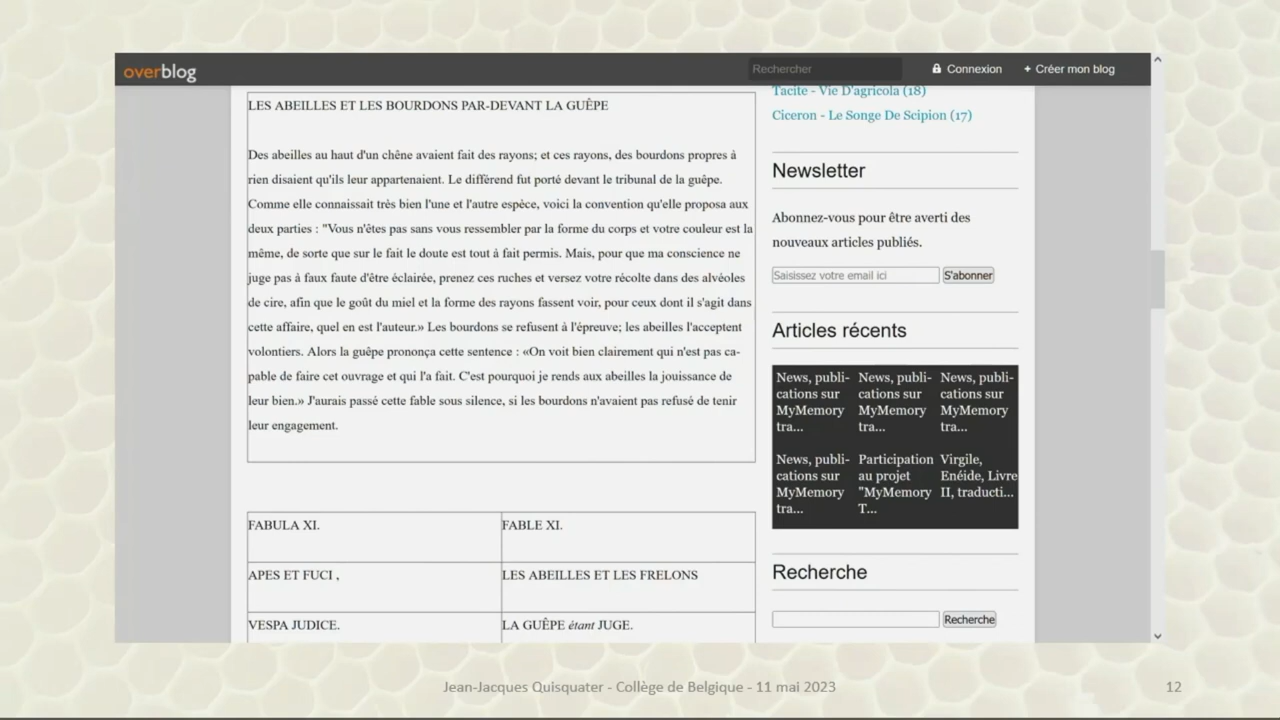 overblog
Rechercher
Connexion
+ Créer mon blog
LES ABEILLES ET LES BOURDONS PAR-DEVANT LA GUÊPE
Des abeilles au haut d'un chêne avaient fait des rayons; et ces rayons, des bourdons propres à
rien disaient qu'ils leur appartenaient. Le différend fut porté devant le tribunal de la guêpe.
Comme elle connaissait très bien l'une et l'autre espèce, voici la convention qu'elle proposa aux
deux parties : "Vous n'êtes pas sans vous ressembler par la forme du corps et votre couleur est la
même, de sorte que sur le fait le doute est tout à fait permis. Mais, pour que ma conscience ne
juge pas à faux faute d'être éclairée, prenez ces ruches et versez votre récolte dans des alvéoles
de cire, afin que le goût du miel et la forme des rayons fassent voir, pour ceux dont il s'agit dans
cette affaire, quel en est l'auteur.» Les bourdons se refusent à l'épreuve; les abeilles l'acceptent
volontiers. Alors la guêpe prononça cette sentence : «On voit bien clairement qui n'est pas ca-
pable de faire cet ouvrage et qui l'a fait. C'est pourquoi je rends aux abeilles la jouissance de
leur bien.» J'aurais passé cette fable sous silence, si les bourdons n'avaient pas refusé de tenir
leur engagement.
FABULA XI.
FABLE XI.
APES ET FUCI ,
LES ABEILLES ET LES FRELONS
VESPA JUDICE.
LA GUÊPE étant JUGE.
Tacite - Vie D'agricola (18)
Ciceron - Le Songe De Scipion (17)
Newsletter
Abonnez-vous pour être averti des
nouveaux articles publiés.
Saisissez votre email ici
S'abonner
Articles récents
News, publi-
cations sur
MyMemory
tra...
News, publi-
cations sur
MyMemory
tra...
News, publi-
cations sur
MyMemory
tra...
News, publi-
cations sur
MyMemory
tra...
Participation
au projet
"MyMemory
T...
Virgile,
Enéide, Livre
II, traducti...
Recherche
Recherche
Jean-Jacques Quisquater - Collège de Belgique - 11 mai 2023
12